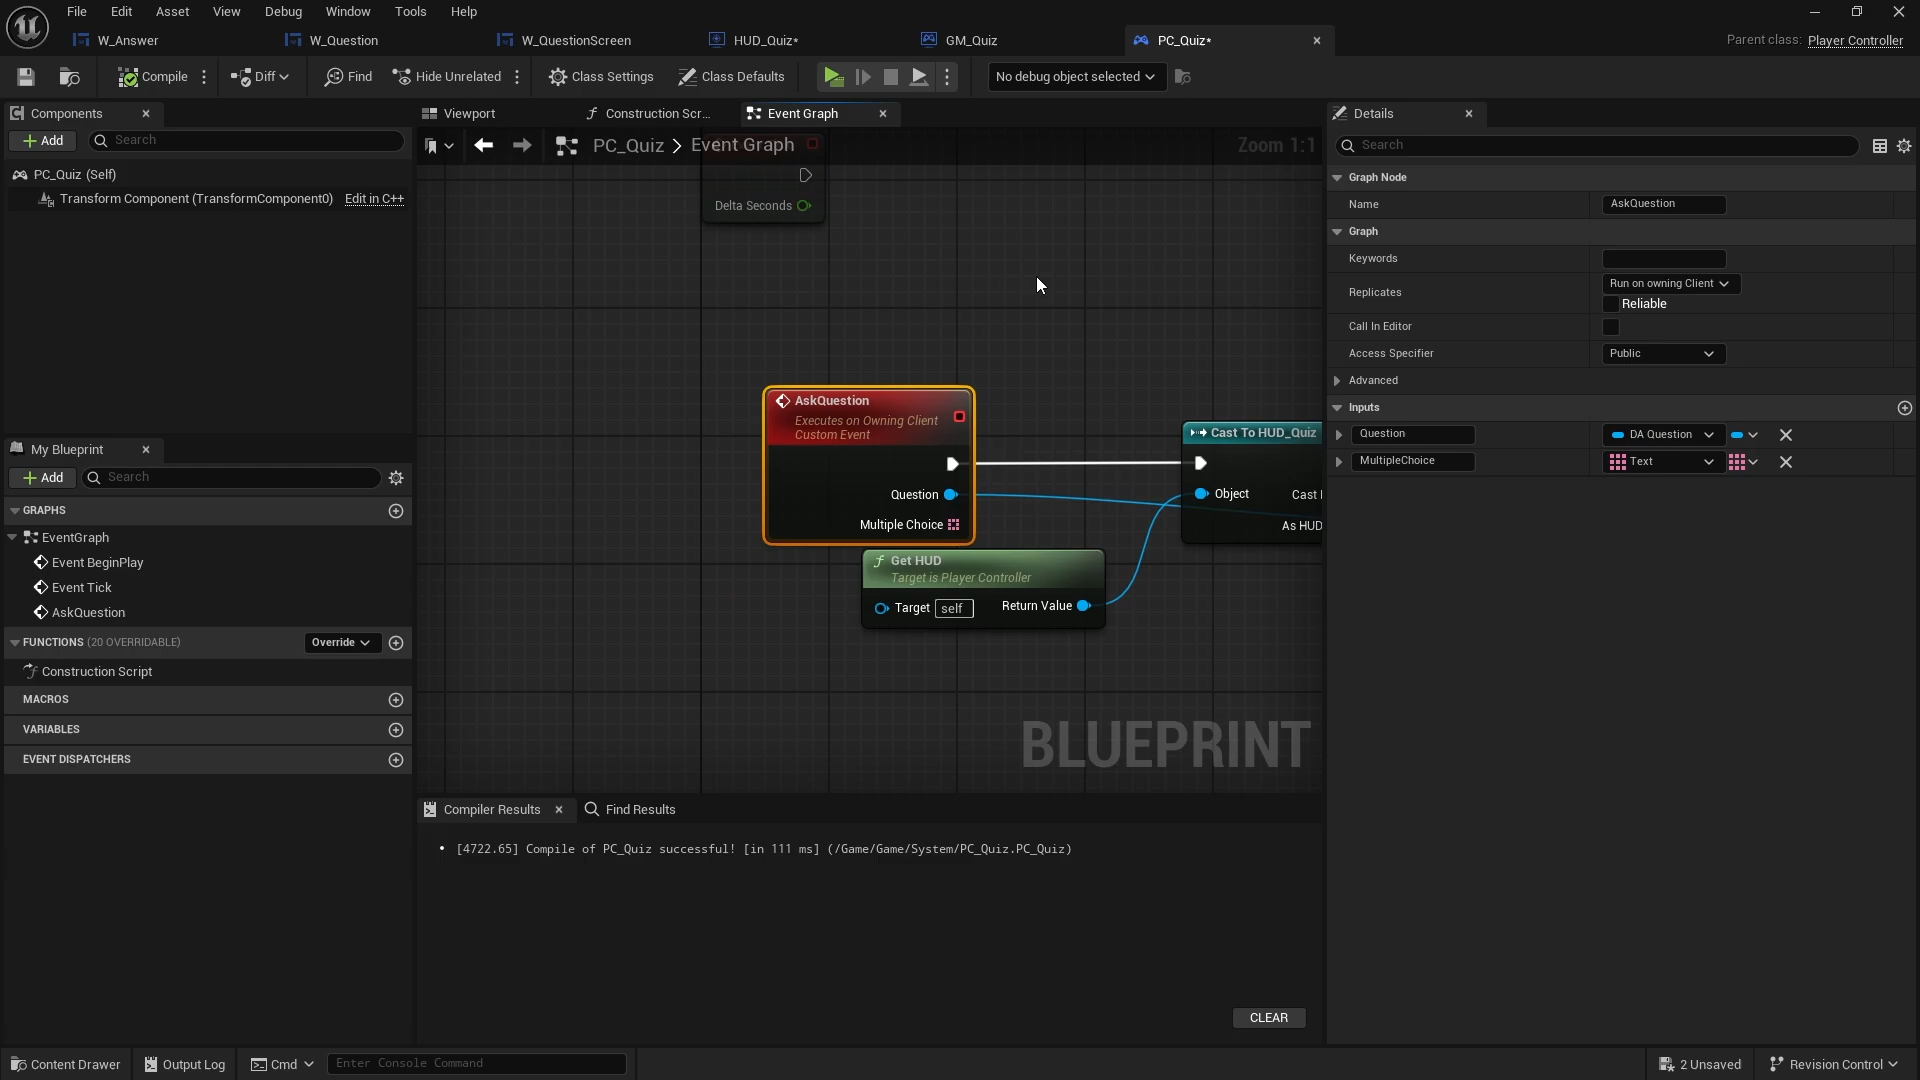 File Edit Asset View Debug Window Tools Help
W_Answer W_Question W_QuestionScreen HUD_Quiz* GM_Quiz PC_Quiz* Parent class: Player Controller
Compile Diff Find Hide Unrelated Class Settings Class Defaults No debug object selected
Components
Add Search
PC_Quiz (Self)
Transform Component (TransformComponent0) Edit in C++
My Blueprint
Add Search
GRAPHS
EventGraph
Event BeginPlay
Event Tick
AskQuestion
FUNCTIONS (20 OVERRIDABLE) Override
Construction Script
MACROS
VARIABLES
EVENT DISPATCHERS
Viewport Construction Scr... Event Graph
PC_Quiz > Event Graph Zoom 1:1
Delta Seconds
AskQuestion
Executes on Owning Client
Custom Event
Question
Multiple Choice
Get HUD
Target is Player Controller
Target self Return Value
Cast To HUD_Quiz
Object Cast
As HUD
BLUEPRINT
Compiler Results Find Results
• [4722.65] Compile of PC_Quiz successful! [in 111 ms] (/Game/Game/System/PC_Quiz.PC_Quiz)
CLEAR
Details
Search
Graph Node
Name AskQuestion
Graph
Keywords
Replicates Run on owning Client
Reliable
Call In Editor
Access Specifier Public
Advanced
Inputs
Question DA Question
MultipleChoice Text
Content Drawer Output Log Cmd Enter Console Command 2 Unsaved Revision Control